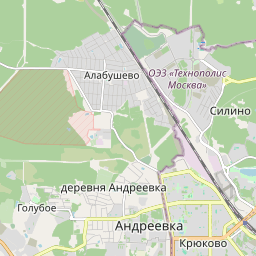 Алабушево
ОЭЗ «Технополис
Москва»
Силино
деревня Андреевка
Голубое
Андреевка
Крюково